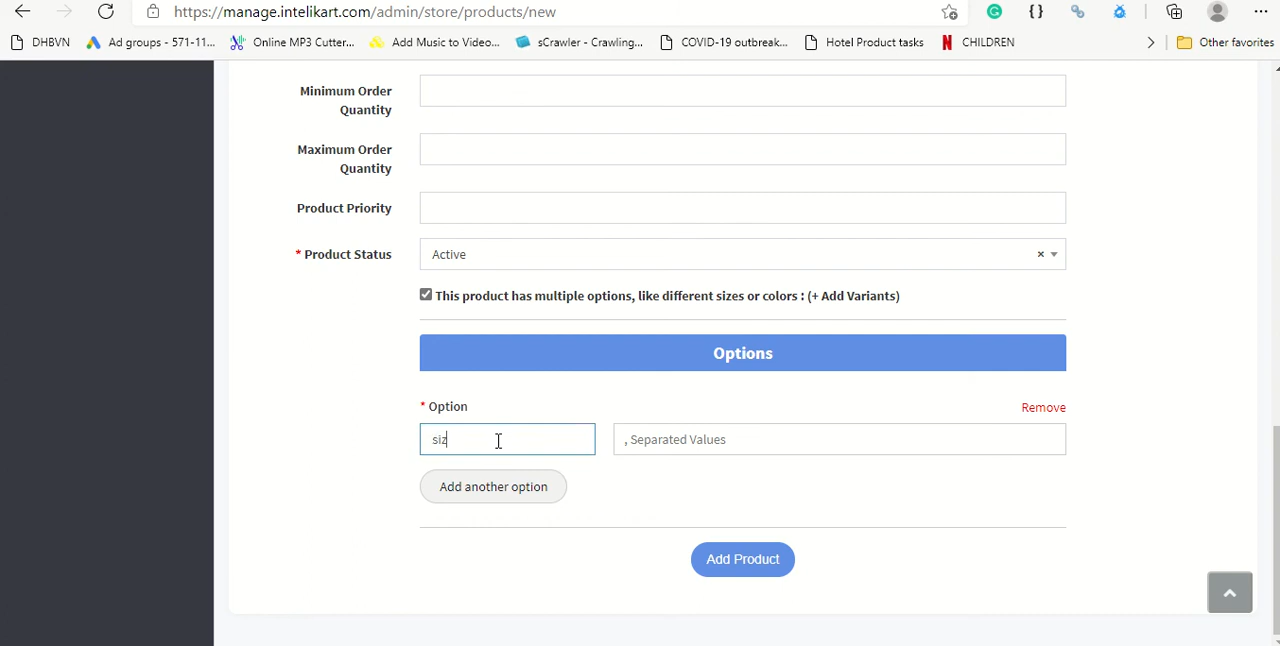 https://manage.intelikart.com/admin/store/products/new
DHBVN Ad groups - 571-11... Online MP3 Cutter... Add Music to Video... sCrawler - Crawling... COVID-19 outbreak... Hotel Product tasks CHILDREN Other favorites
Minimum Order
Quantity
Maximum Order
Quantity
Product Priority
* Product Status Active × 
This product has multiple options, like different sizes or colors : (+ Add Variants)
Options
* Option Remove
siz , Separated Values
Add another option
Add Product